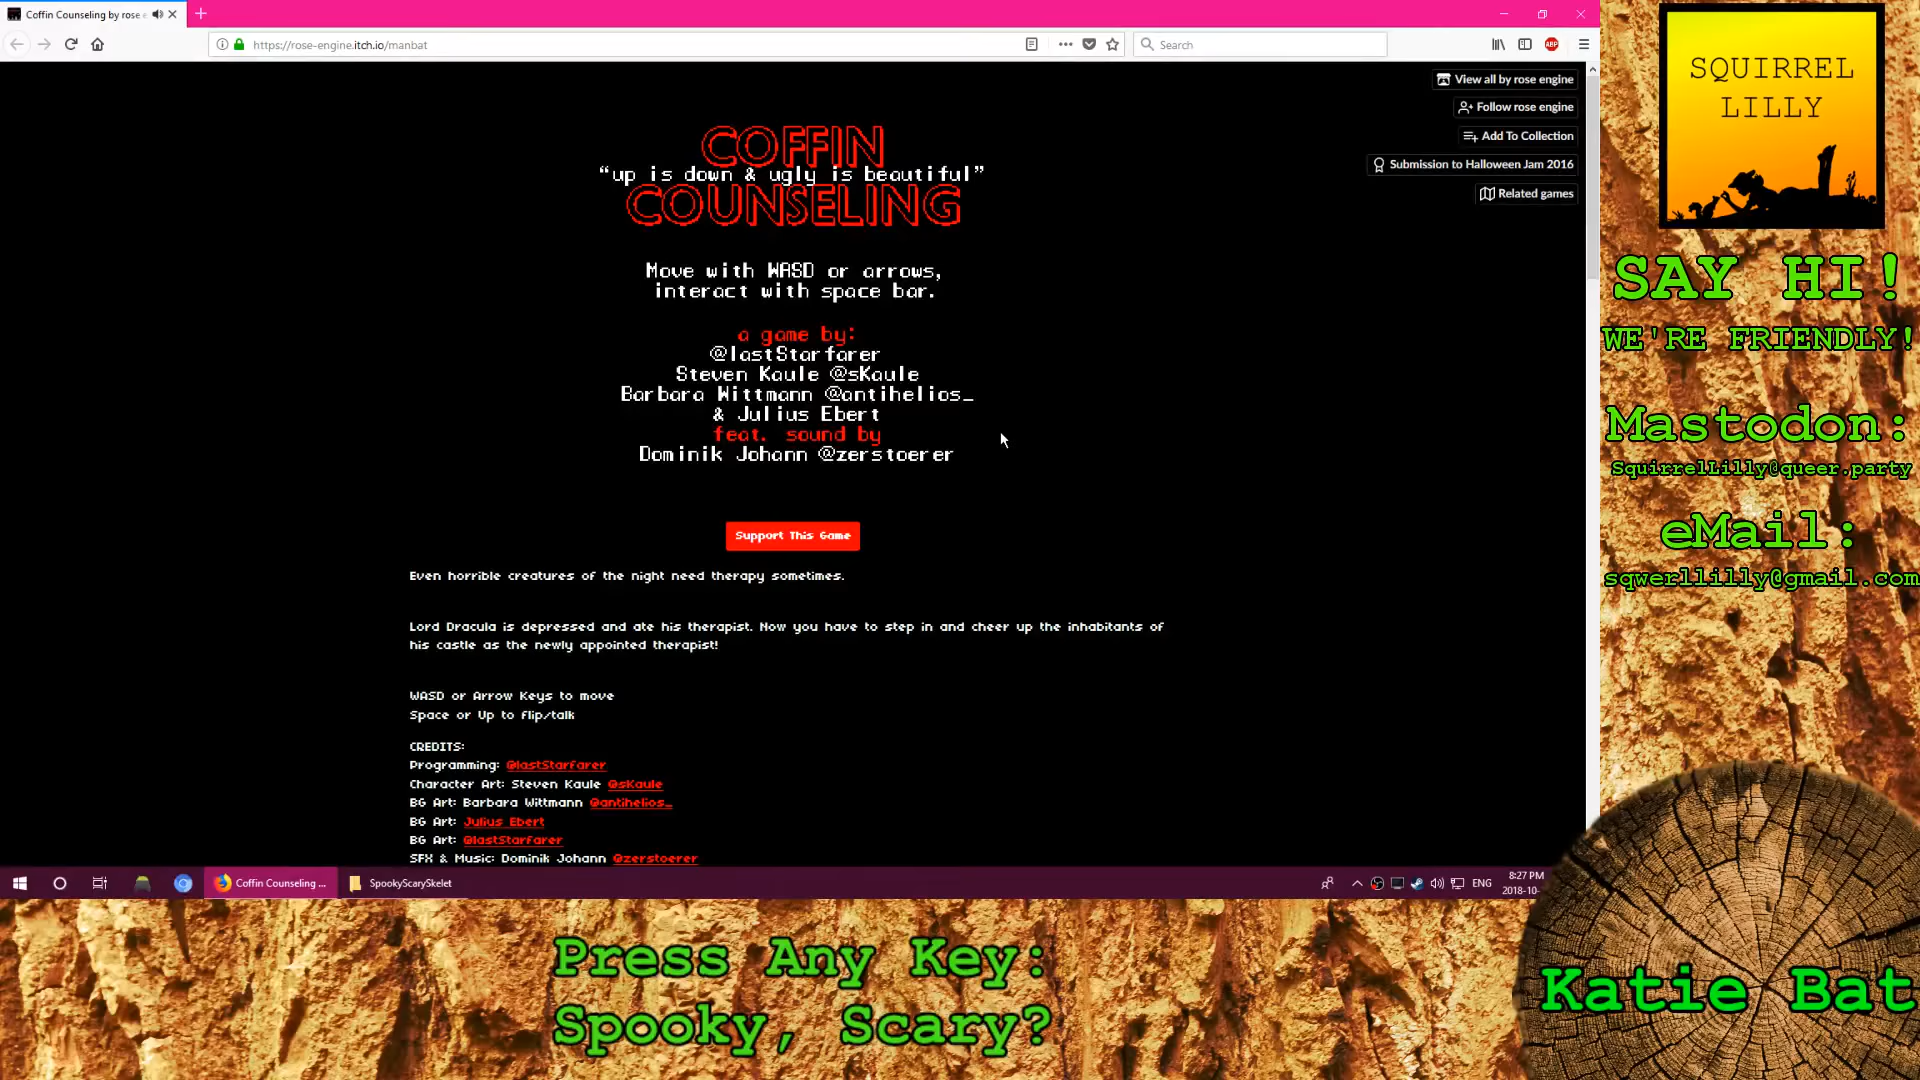 Coffin Counseling by rose e
https://rose-engine.itch.io/manbat
Search
ABP
View all by rose engine
Follow rose engine
Add To Collection
Submission to Halloween Jam 2016
Related games
COFFIN
“up is down & ugly is beautiful”
COUNSELING
Move with WASD or arrows,
interact with space bar.
a game by:
@lastStarfarer
Steven Kaule @sKaule
Barbara Wittmann @antihelios_
& Julius Ebert
feat. sound by
Dominik Johann @zerstoerer
Support This Game
Even horrible creatures of the night need therapy sometimes.
Lord Dracula is depressed and ate his therapist. Now you have to step in and cheer up the inhabitants of
his castle as the newly appointed therapist!
WASD or Arrow Keys to move
Space or Up to flip/talk
CREDITS:
Programming: @lastStarfarer
Character Art: Steven Kaule @sKaule
BG Art: Barbara Wittmann @antihelios_
BG Art: Julius Ebert
BG Art: @lastStarfarer
SFX & Music: Dominik Johann @zerstoerer
Coffin Counseling ...
SpookyScarySkelet
ENG
8:27 PM
2018-10-
SQUIRREL
LILLY
SAY HI!
WE'RE FRIENDLY!
Mastodon:
SquirrelLilly@queer.party
eMail:
sqwerllilly@gmail.com
Press Any Key:
Spooky, Scary?
Katie Bat